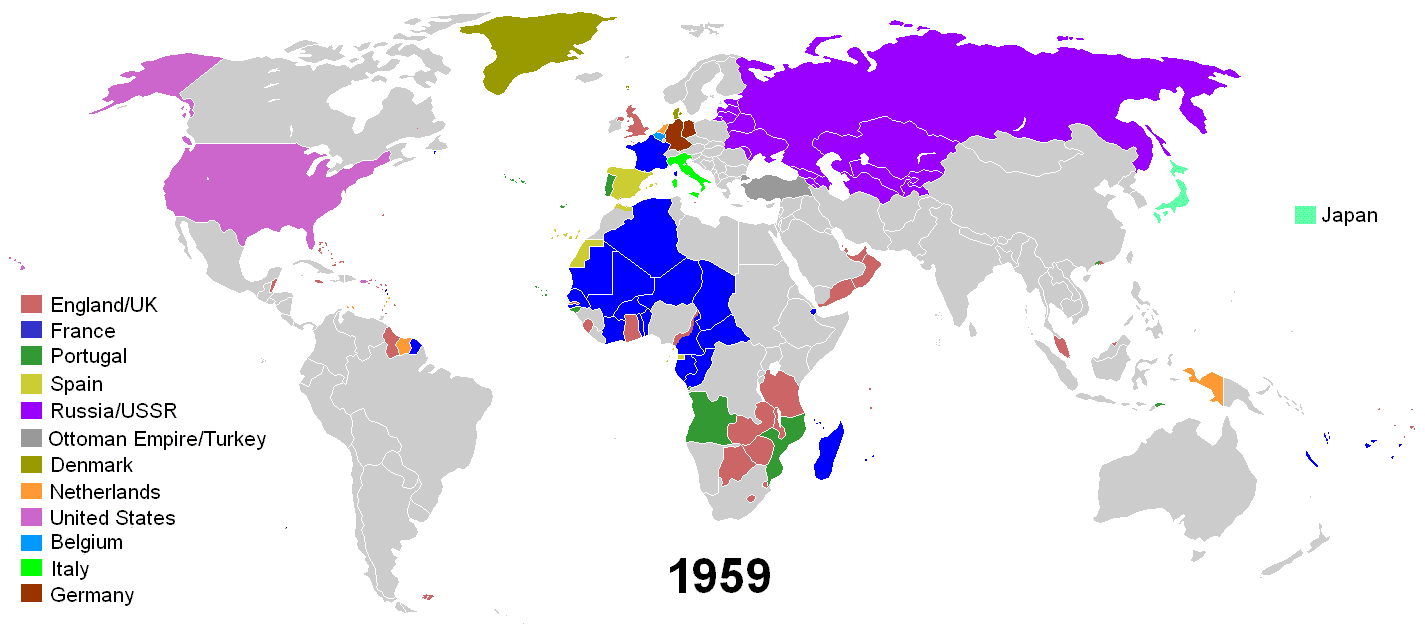 Japan
England/UK
France
Portugal
Spain
Russia/USSR
Ottoman Empire/Turkey
Denmark
Netherlands
United States
Belgium
Italy
Germany
1959